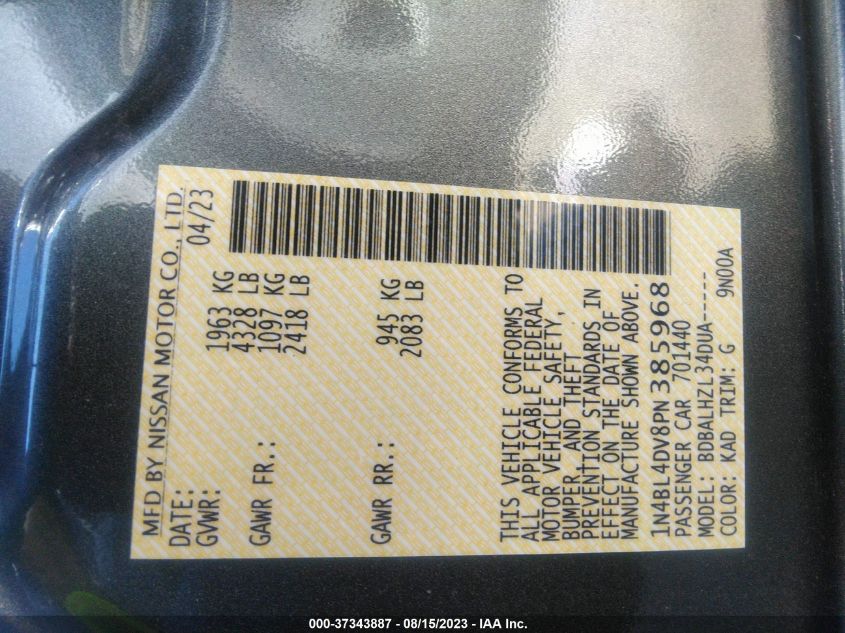 MFD BY NISSAN MOTOR CO., LTD.
DATE: 04/23
GVWR: 1963 KG
4328 LB
GAWR FR.: 1097 KG
2418 LB
GAWR RR.: 945 KG
2083 LB
THIS VEHICLE CONFORMS TO
ALL APPLICABLE FEDERAL
MOTOR VEHICLE SAFETY,
BUMPER AND THEFT
PREVENTION STANDARDS IN
EFFECT ON THE DATE OF
MANUFACTURE SHOWN ABOVE.
1N4BL4DV8PN385968
PASSENGER CAR 701440
MODEL: BDBALHZL34DUA-----
COLOR: KAD TRIM: G 9N00A
000-37343887 - 08/15/2023 - IAA Inc.